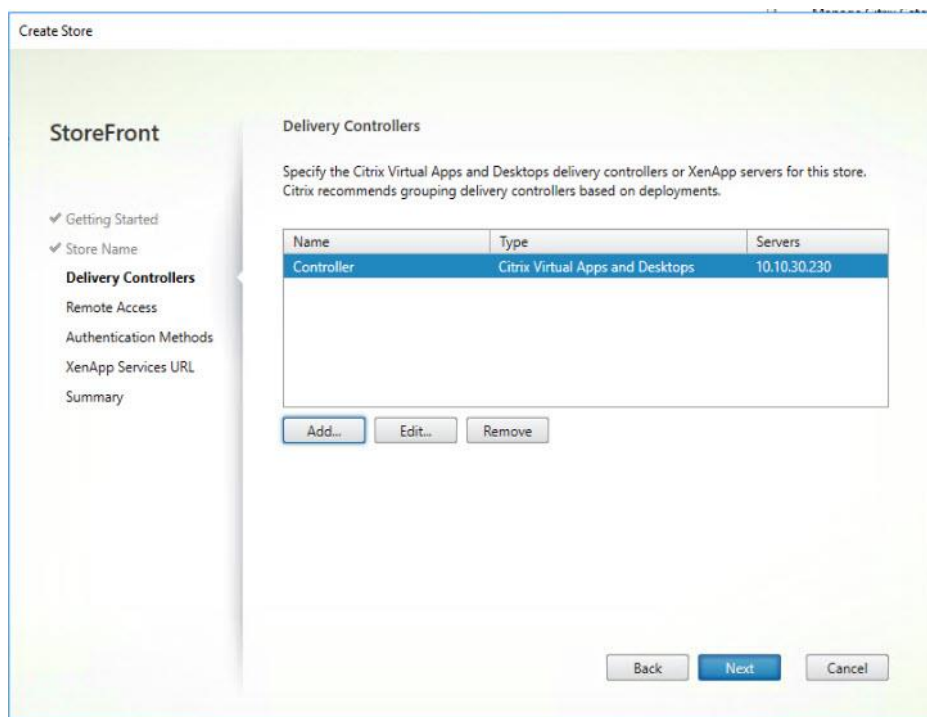 Create Store
StoreFront
✔ Getting Started
✔ Store Name
Delivery Controllers
Remote Access
Authentication Methods
XenApp Services URL
Summary
Delivery Controllers
Specify the Citrix Virtual Apps and Desktops delivery controllers or XenApp servers for this store.
Citrix recommends grouping delivery controllers based on deployments.
Name Type Servers
Controller Citrix Virtual Apps and Desktops 10.10.30.230
Add... Edit... Remove
Back Next Cancel